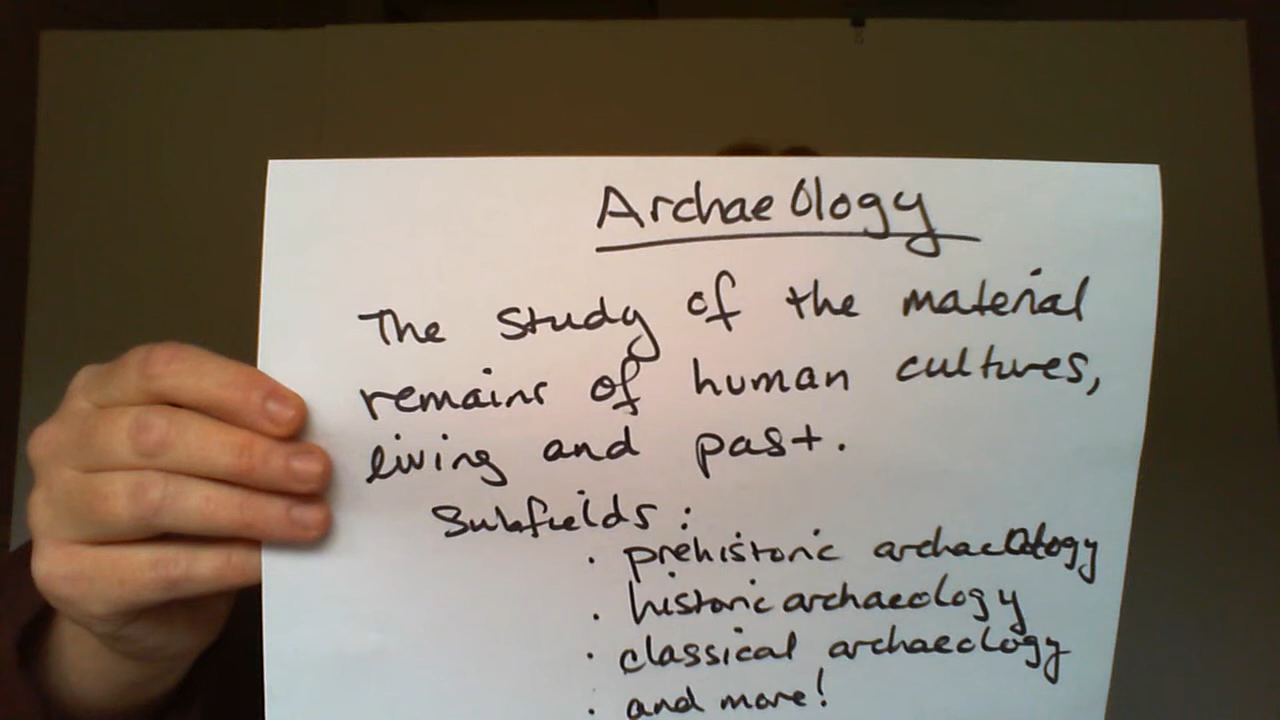 Archaeology
The study of the material
remains of human cultures,
living and past.
Subfields:
· prehistoric archaeology
· historic archaeology
· classical archaeology
· and more!